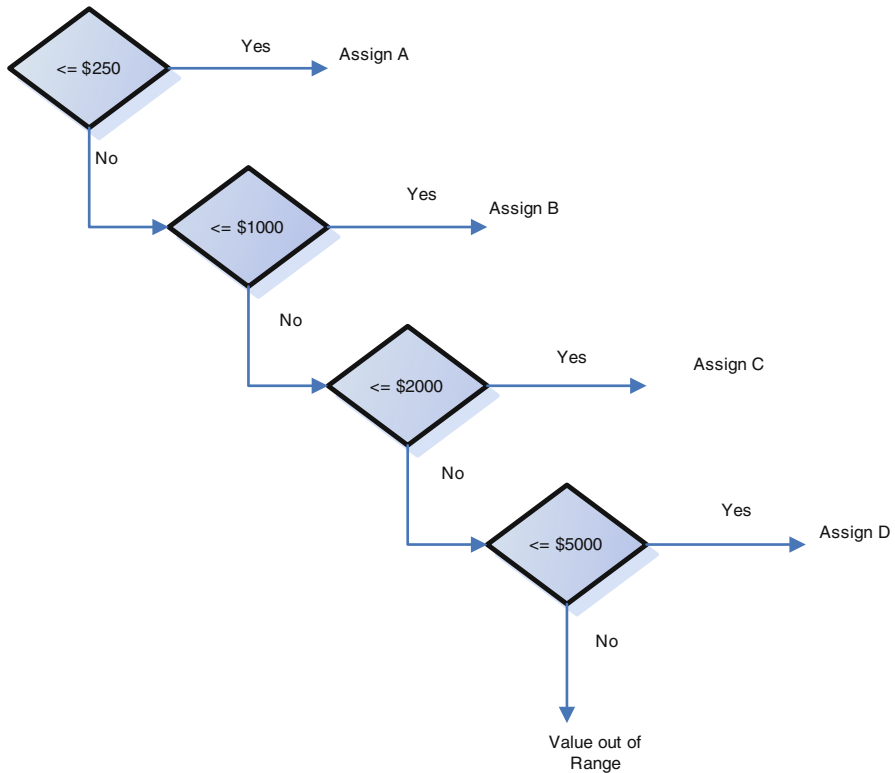 Yes
Assign A
<= $250
No
Yes
Assign B
<= $1000
No
Yes
Assign C
<= $2000
No
Yes
Assign D
<= $5000
No
Value out of
Range